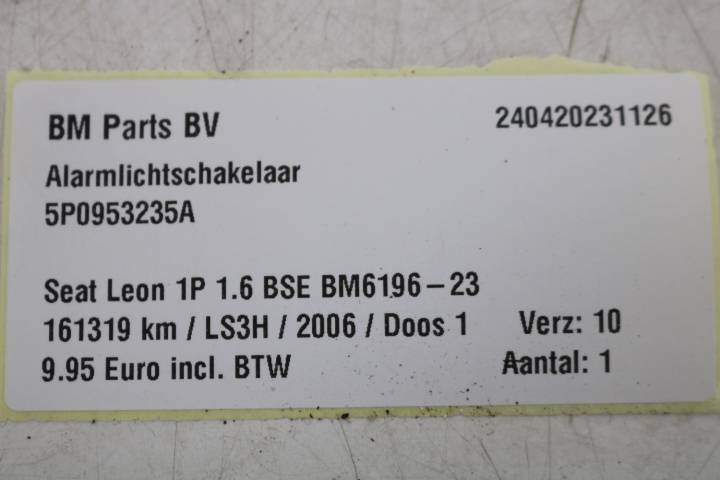 BM Parts BV 240420231126
Alarmlichtschakelaar
5P0953235A
Seat Leon 1P 1.6 BSE BM6196-23
161319 km / LS3H / 2006 / Doos 1 Verz: 10
9.95 Euro incl. BTW Aantal: 1